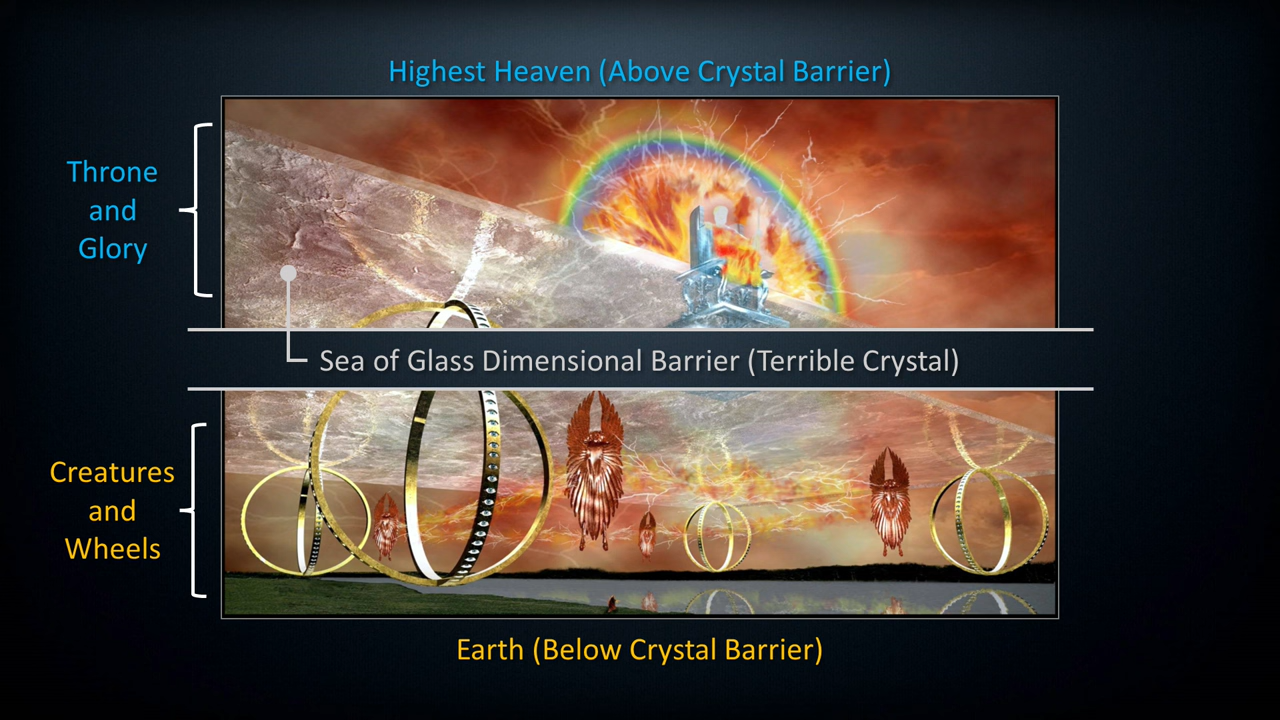 Highest Heaven (Above Crystal Barrier)
Throne
and
Glory
Sea of Glass Dimensional Barrier (Terrible Crystal)
Creatures
and
Wheels
Earth (Below Crystal Barrier)